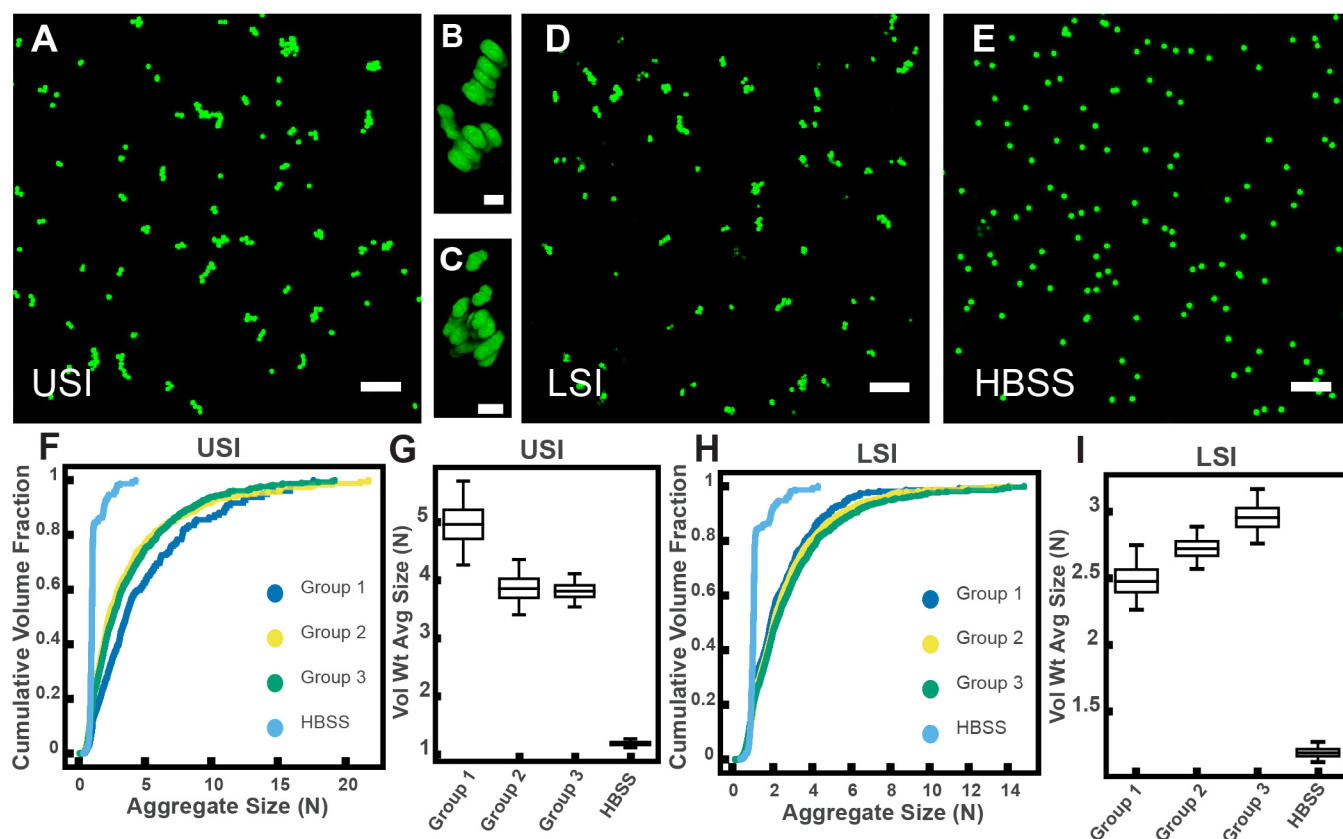 A
USI
B
C
D
LSI
E
HBSS
F
USI
Cumulative Volume Fraction
1
0.8
0.6
0.4
0.2
0
Group 1
Group 2
Group 3
HBSS
0
5
10
15
20
Aggregate Size (N)
G
USI
Vol Wt Avg Size (N)
5
4
3
2
1
Group 1
Group 2
Group 3
HBSS
H
LSI
Cumulative Volume Fraction
1
0.8
0.6
0.4
0.2
0
Group 1
Group 2
Group 3
HBSS
0
2
4
6
8
10
12
14
Aggregate Size (N)
I
LSI
Vol Wt Avg Size (N)
3
2.5
2
1.5
Group 1
Group 2
Group 3
HBSS